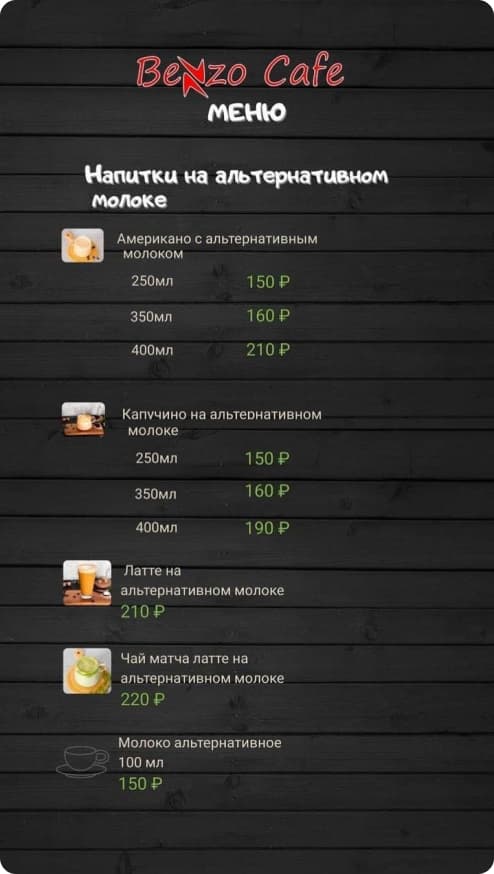 Benzo Cafe
МЕНЮ
Напитки на альтернативном
молоке
Американо с альтернативным
молоком
250мл 150 ₽
350мл 160 ₽
400мл 210 ₽
Капучино на альтернативном
молоке
250мл 150 ₽
350мл 160 ₽
400мл 190 ₽
Латте на
альтернативном молоке
210 ₽
Чай матча латте на
альтернативном молоке
220 ₽
Молоко альтернативное
100 мл
150 ₽